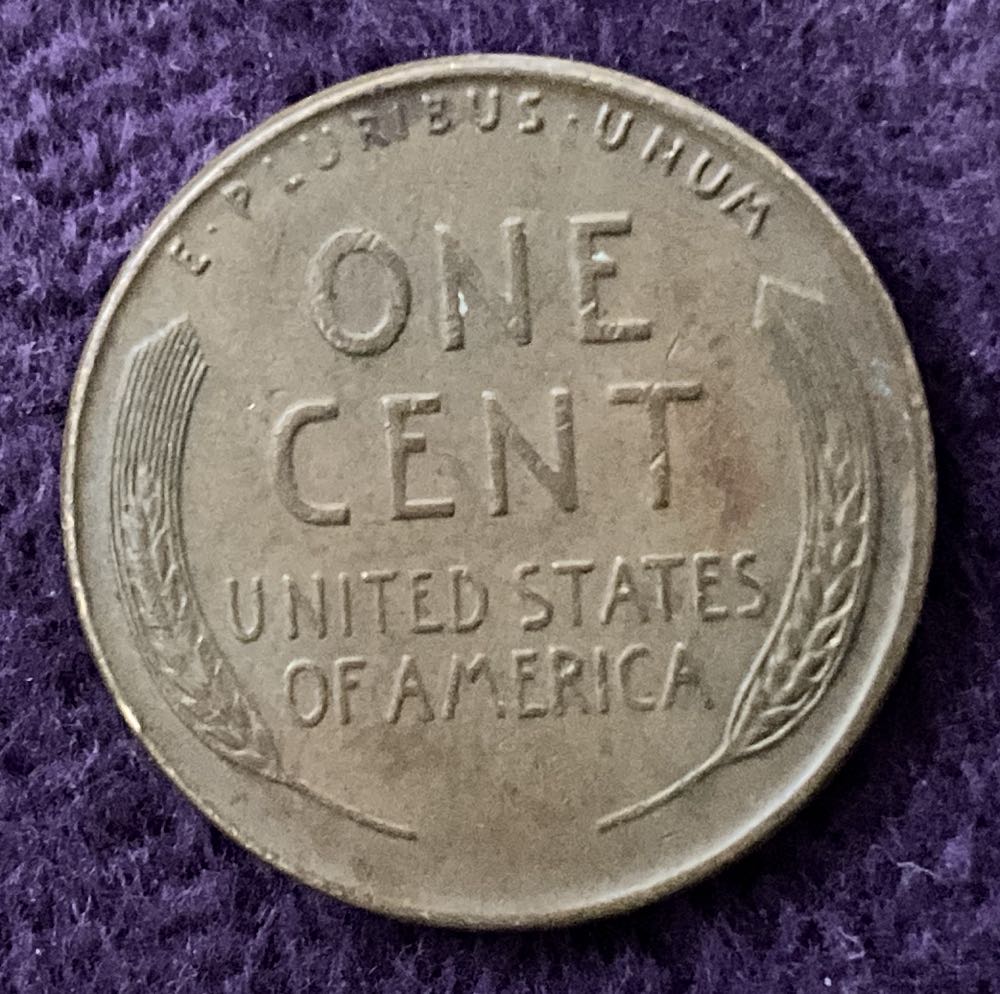 E·PLURIBUS·UNUM
ONE
CENT
UNITED STATES
OF AMERICA